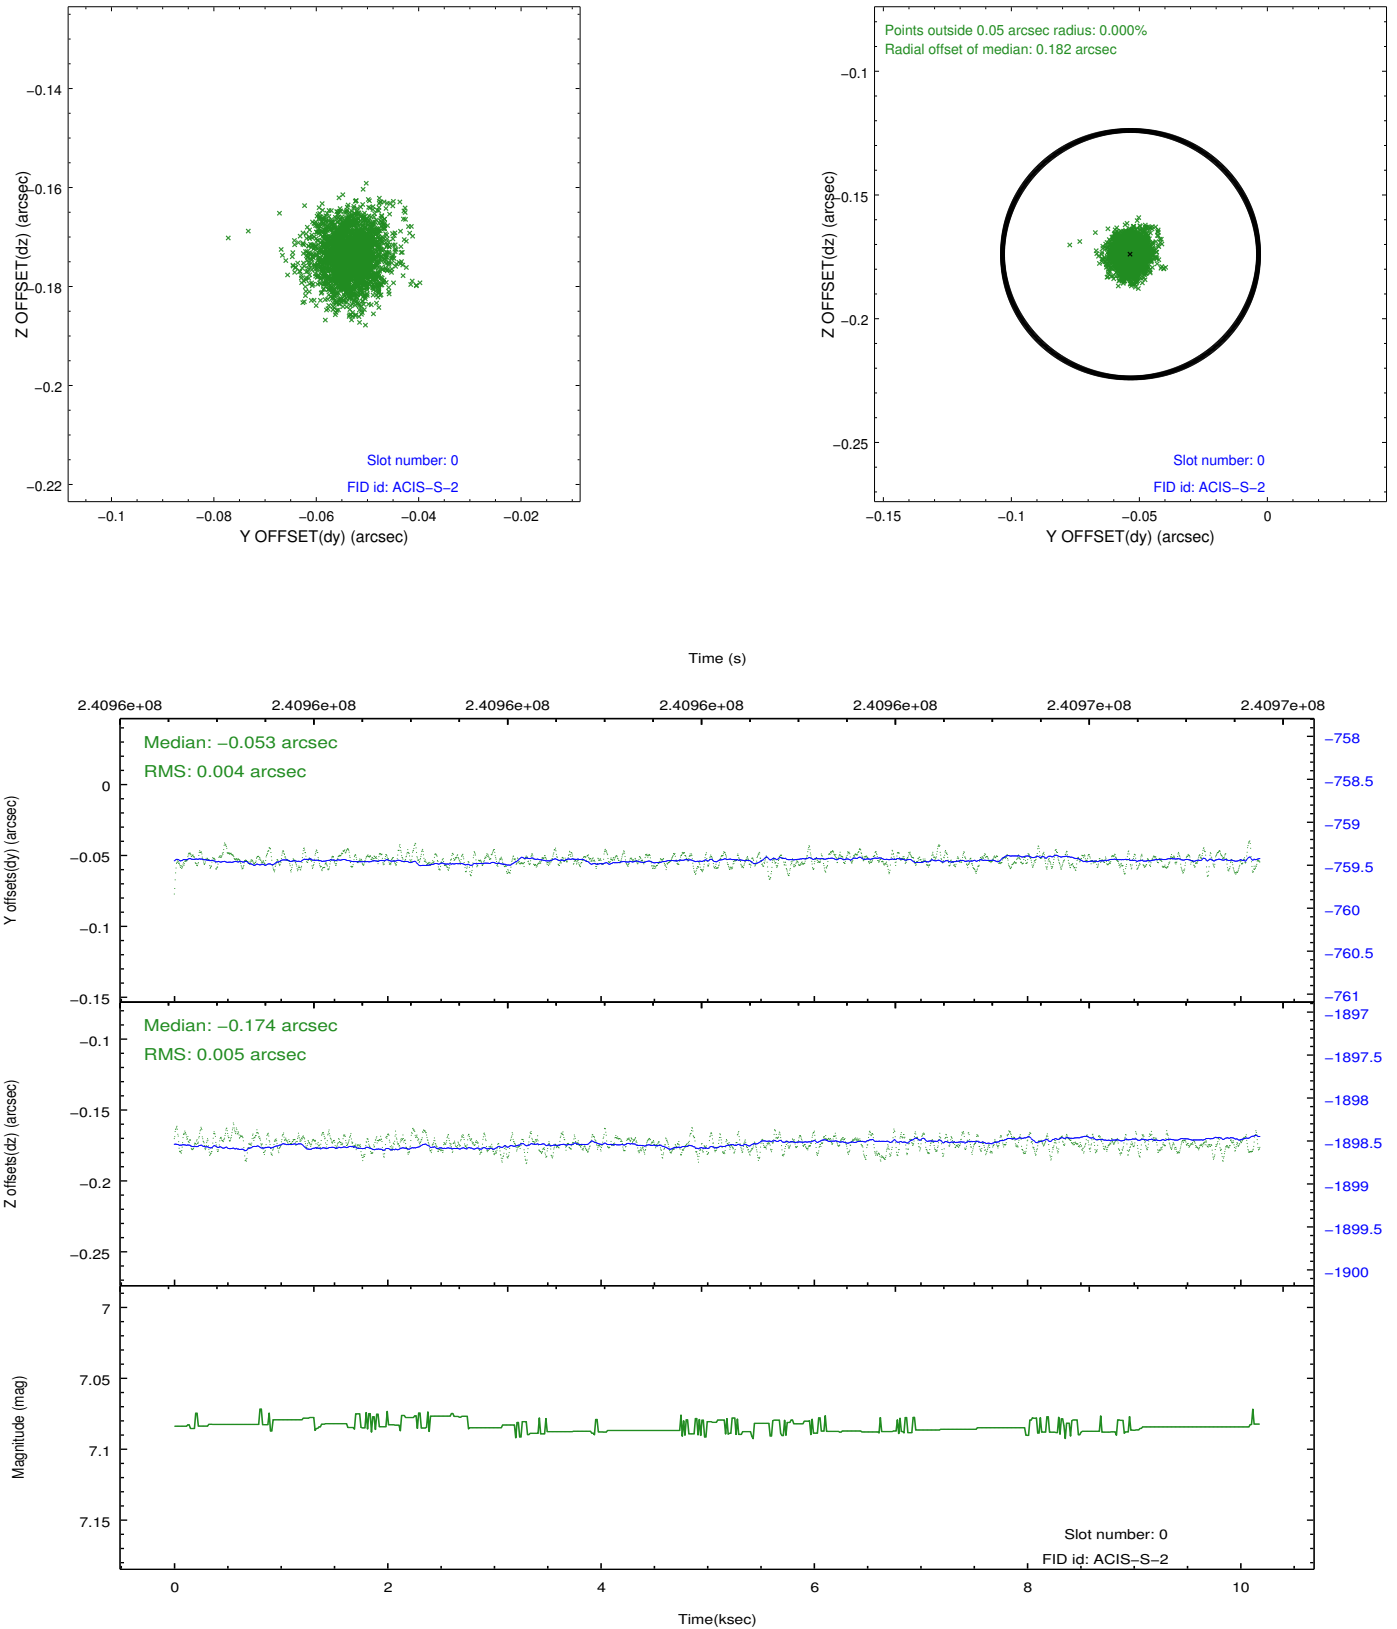 −0.14
−0.16
−0.18
−0.2
−0.22
Z OFFSET(dz) (arcsec)
Slot number: 0
FID id: ACIS−S−2
−0.1
−0.08
−0.06
−0.04
−0.02
Y OFFSET(dy) (arcsec)
Points outside 0.05 arcsec radius: 0.000%
Radial offset of median: 0.182 arcsec
−0.1
−0.15
−0.2
−0.25
Z OFFSET(dz) (arcsec)
Slot number: 0
FID id: ACIS−S−2
−0.15
−0.1
−0.05
0
Y OFFSET(dy) (arcsec)
Time (s)
2.4096e+08
2.4096e+08
2.4096e+08
2.4096e+08
2.4096e+08
2.4097e+08
2.4097e+08
Median: −0.053 arcsec
RMS: 0.004 arcsec
0
−0.05
−0.1
−0.15
Y offsets(dy) (arcsec)
−758
−758.5
−759
−759.5
−760
−760.5
−761
Median: −0.174 arcsec
RMS: 0.005 arcsec
−0.1
−0.15
−0.2
−0.25
Z offsets(dz) (arcsec)
−1897
−1897.5
−1898
−1898.5
−1899
−1899.5
−1900
7
7.05
7.1
7.15
Magnitude (mag)
Slot number: 0
FID id: ACIS−S−2
0
2
4
6
8
10
Time(ksec)